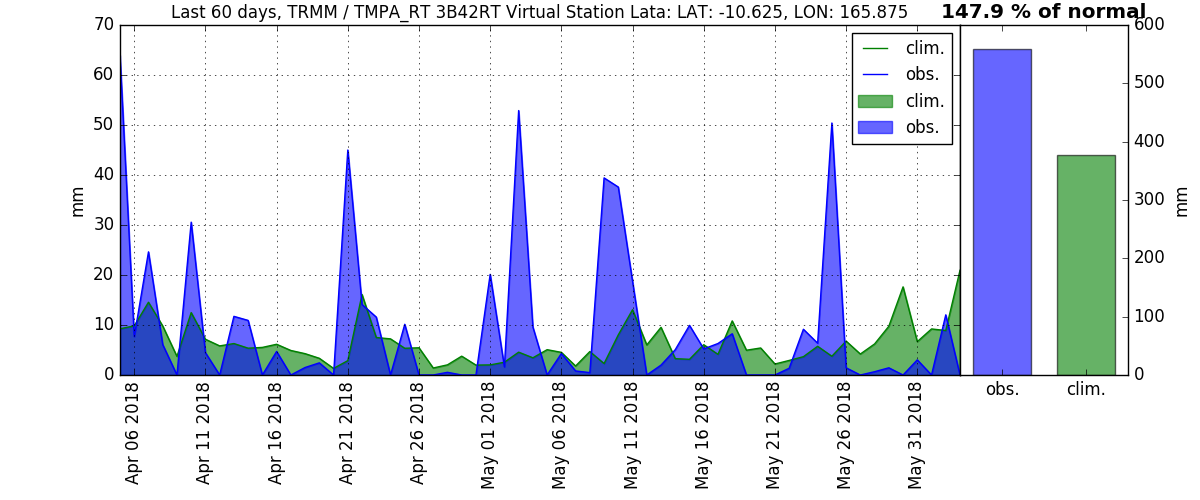 Last 60 days, TRMM / TMPA_RT 3B42RT Virtual Station Lata: LAT: -10.625, LON: 165.875
147.9 % of normal
70
60
50
40
30
20
10
0
mm
clim.
obs.
clim.
obs.
Apr 06 2018
Apr 11 2018
Apr 16 2018
Apr 21 2018
Apr 26 2018
May 01 2018
May 06 2018
May 11 2018
May 16 2018
May 21 2018
May 26 2018
May 31 2018
600
500
400
300
200
100
0
mm
obs.
clim.